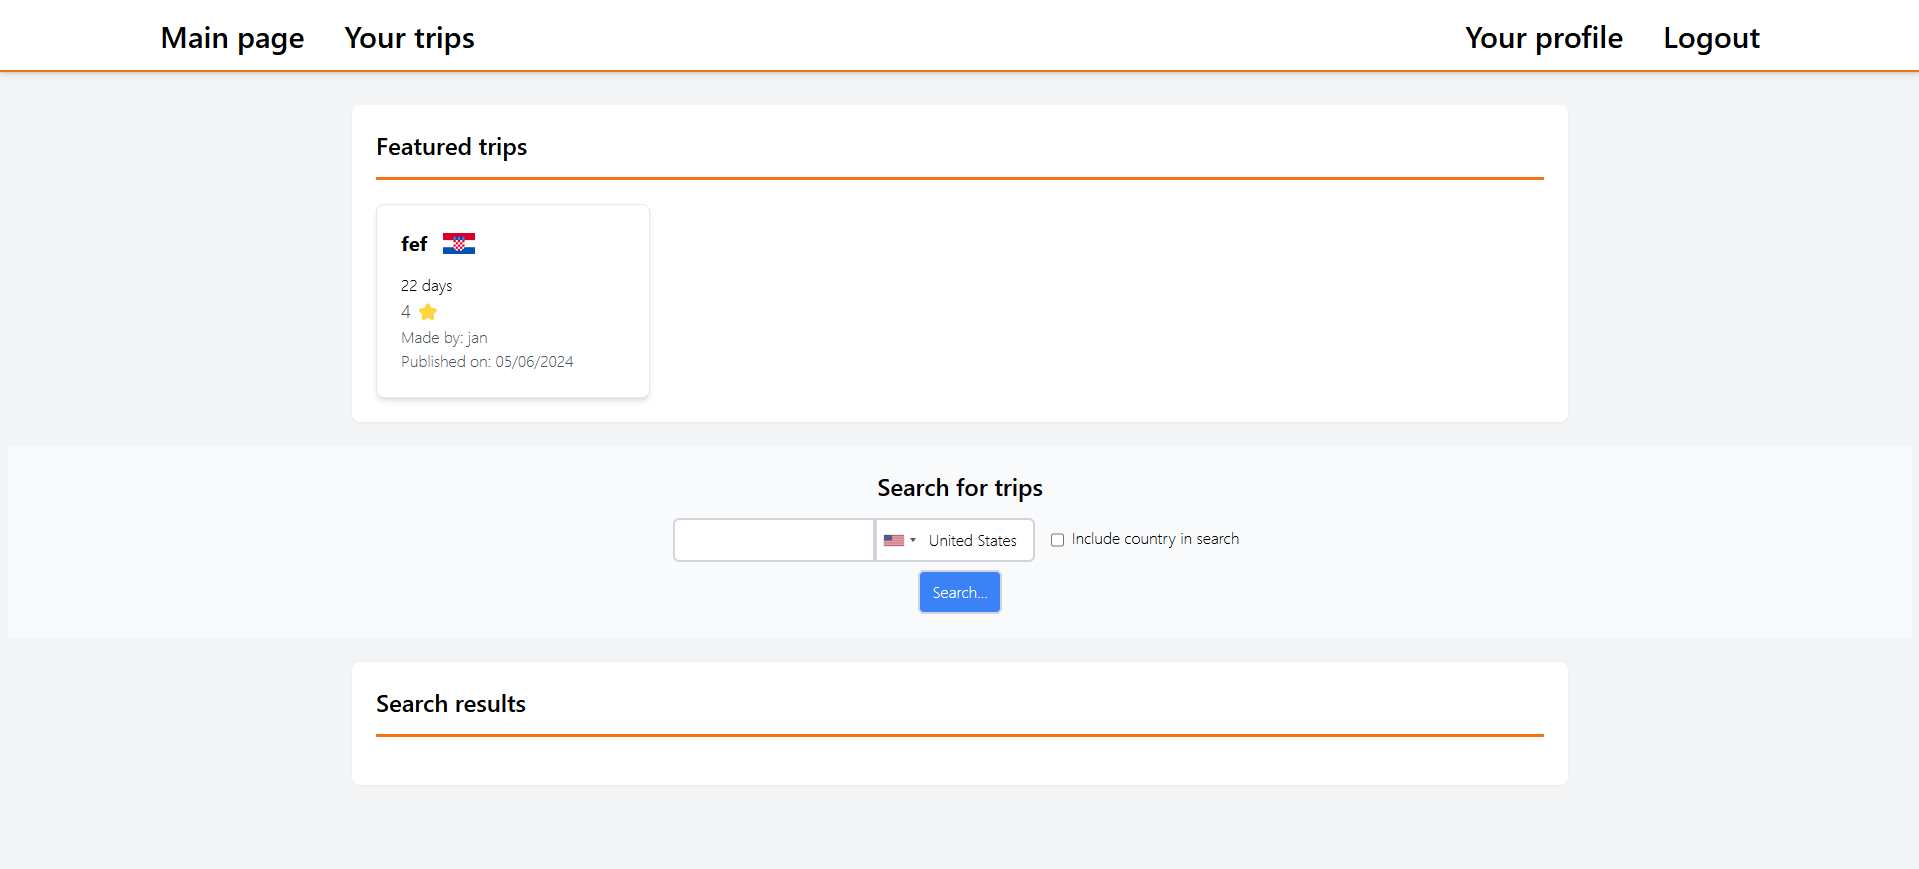 Main page Your trips Your profile Logout
Featured trips
fef
22 days
4
Made by: jan
Published on: 05/06/2024
Search for trips
United States Include country in search
Search...
Search results